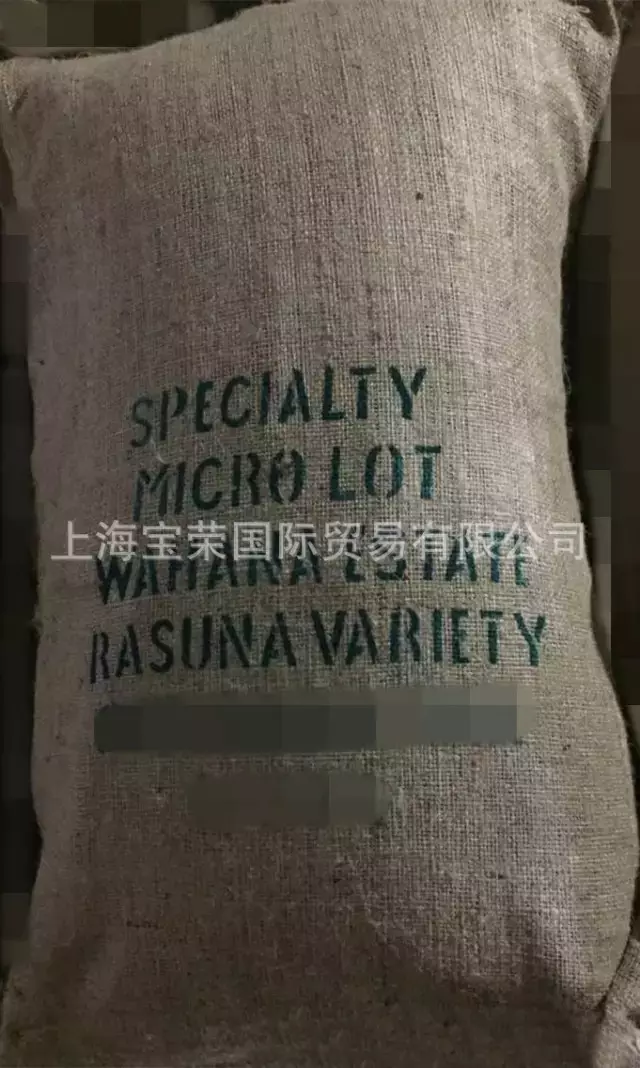 SPECIALTY
MICRO LOT
上海宝荣国际贸易有限公司
WAHANA ESTATE
RASUNA VARIETY